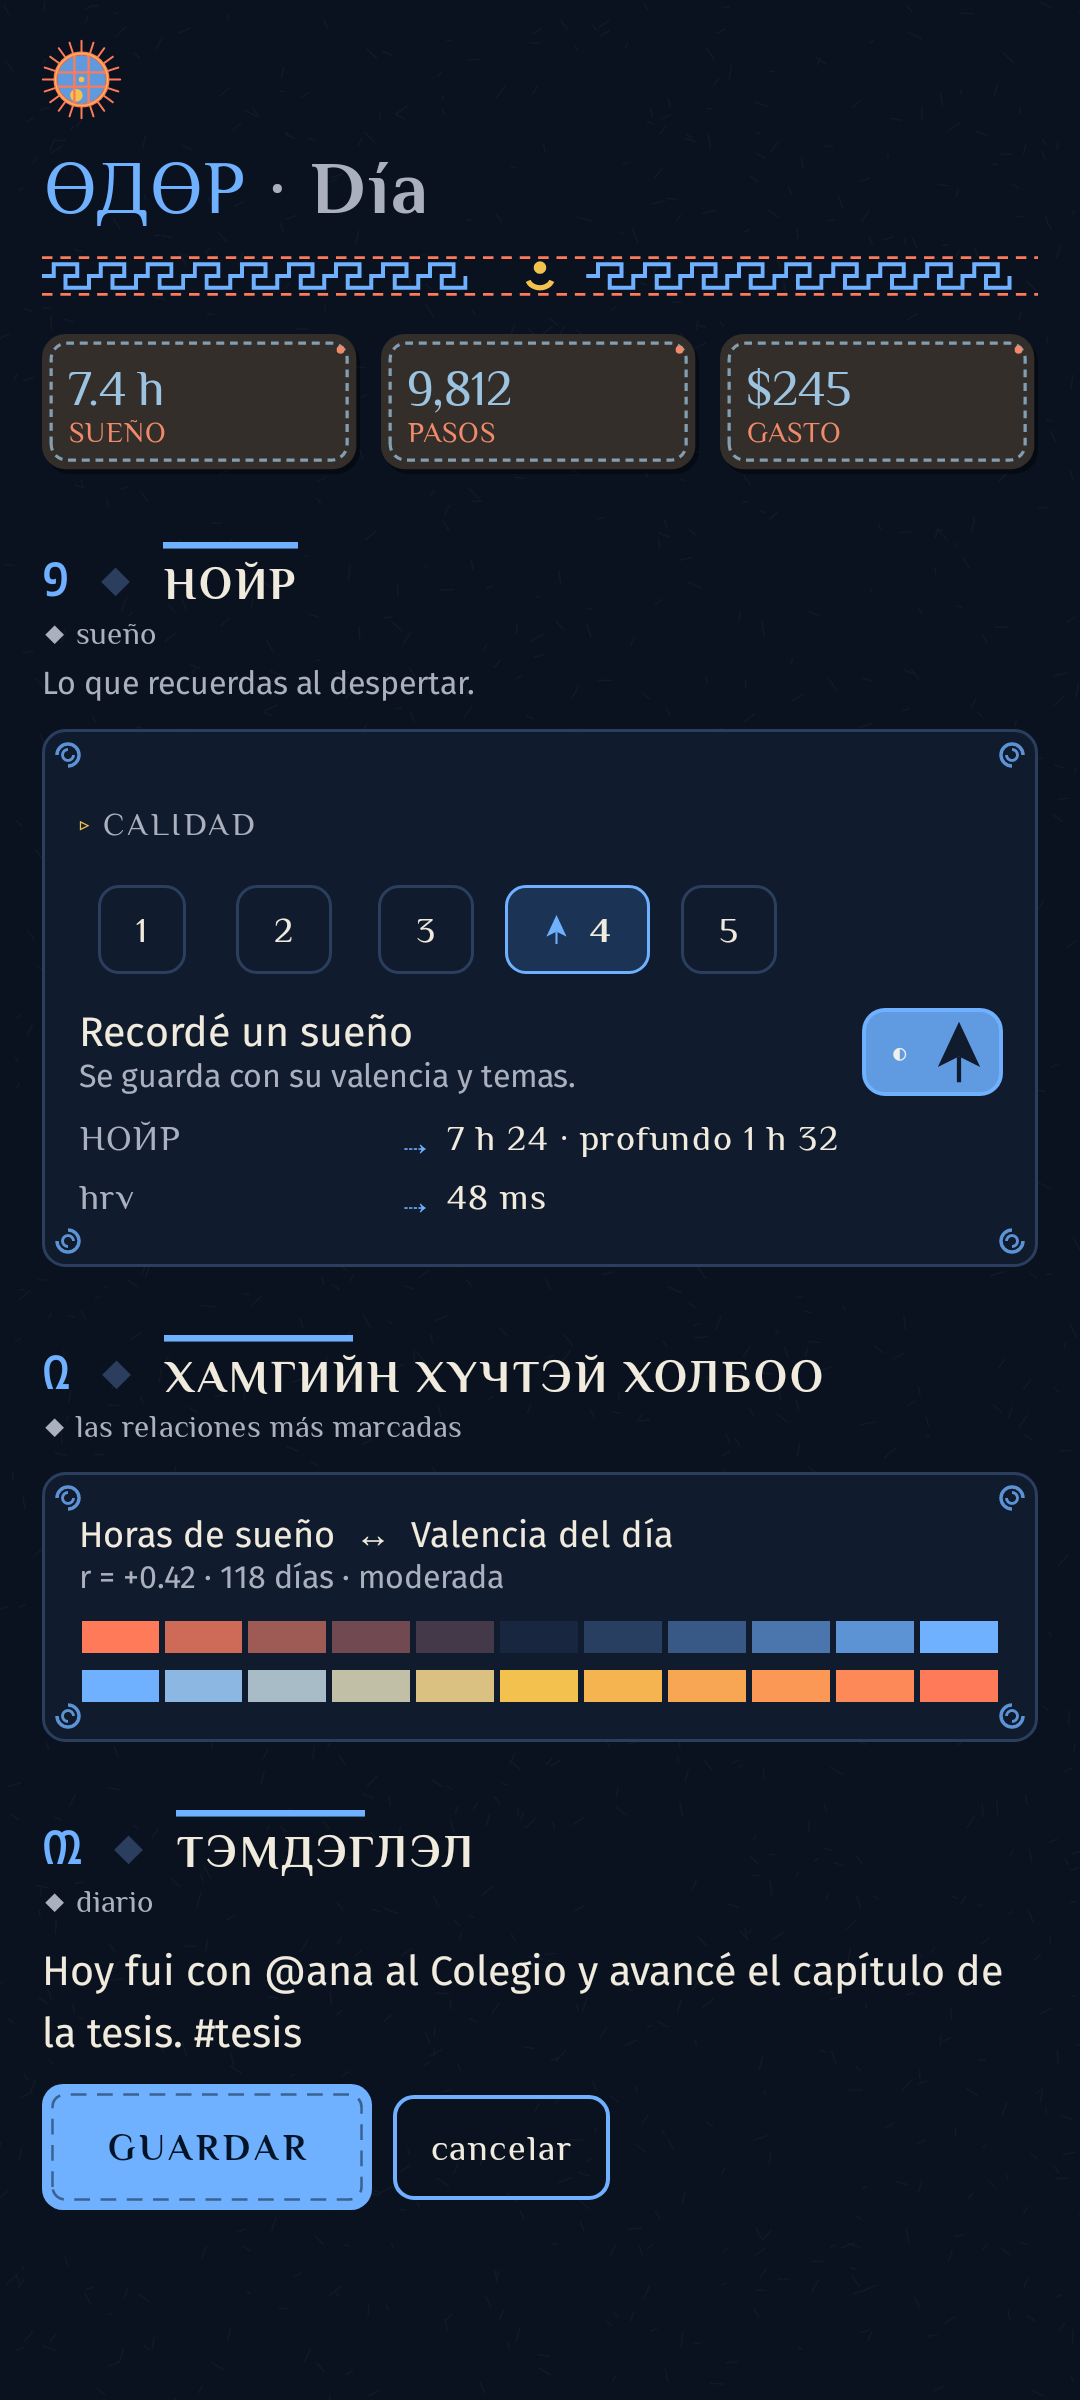 ӨДӨР · Día
7.4 h
SUEÑO
9,812
PASOS
$245
GASTO
᠑ ◆ НОЙР
◆ sueño
Lo que recuerdas al despertar.
▹ CALIDAD
1 2 3 4 5
Recordé un sueño
Se guarda con su valencia y temas.
НОЙР ⤑ 7 h 24 · profundo 1 h 32
hrv ⤑ 48 ms
᠒ ◆ ХАМГИЙН ХҮЧТЭЙ ХОЛБОО
◆ las relaciones más marcadas
Horas de sueño ↔ Valencia del día
r = +0.42 · 118 días · moderada
᠓ ◆ ТЭМДЭГЛЭЛ
◆ diario
Hoy fui con @ana al Colegio y avancé el capítulo de
la tesis. #tesis
GUARDAR cancelar